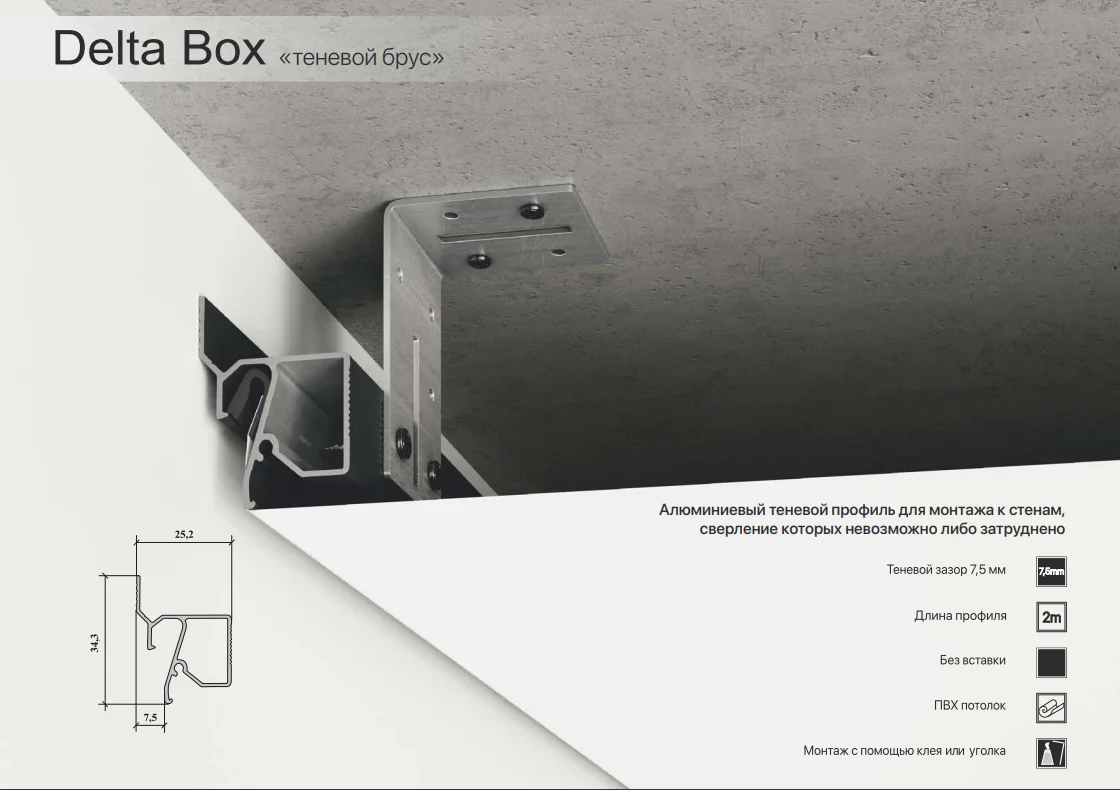 Delta Box «теневой брус»
25,2
34,3
7,5
Алюминиевый теневой профиль для монтажа к стенам,
сверление которых невозможно либо затруднено
Теневой зазор 7,5 мм
7,5mm
Длина профиля
2m
Без вставки
ПВХ потолок
Монтаж с помощью клея или уголка